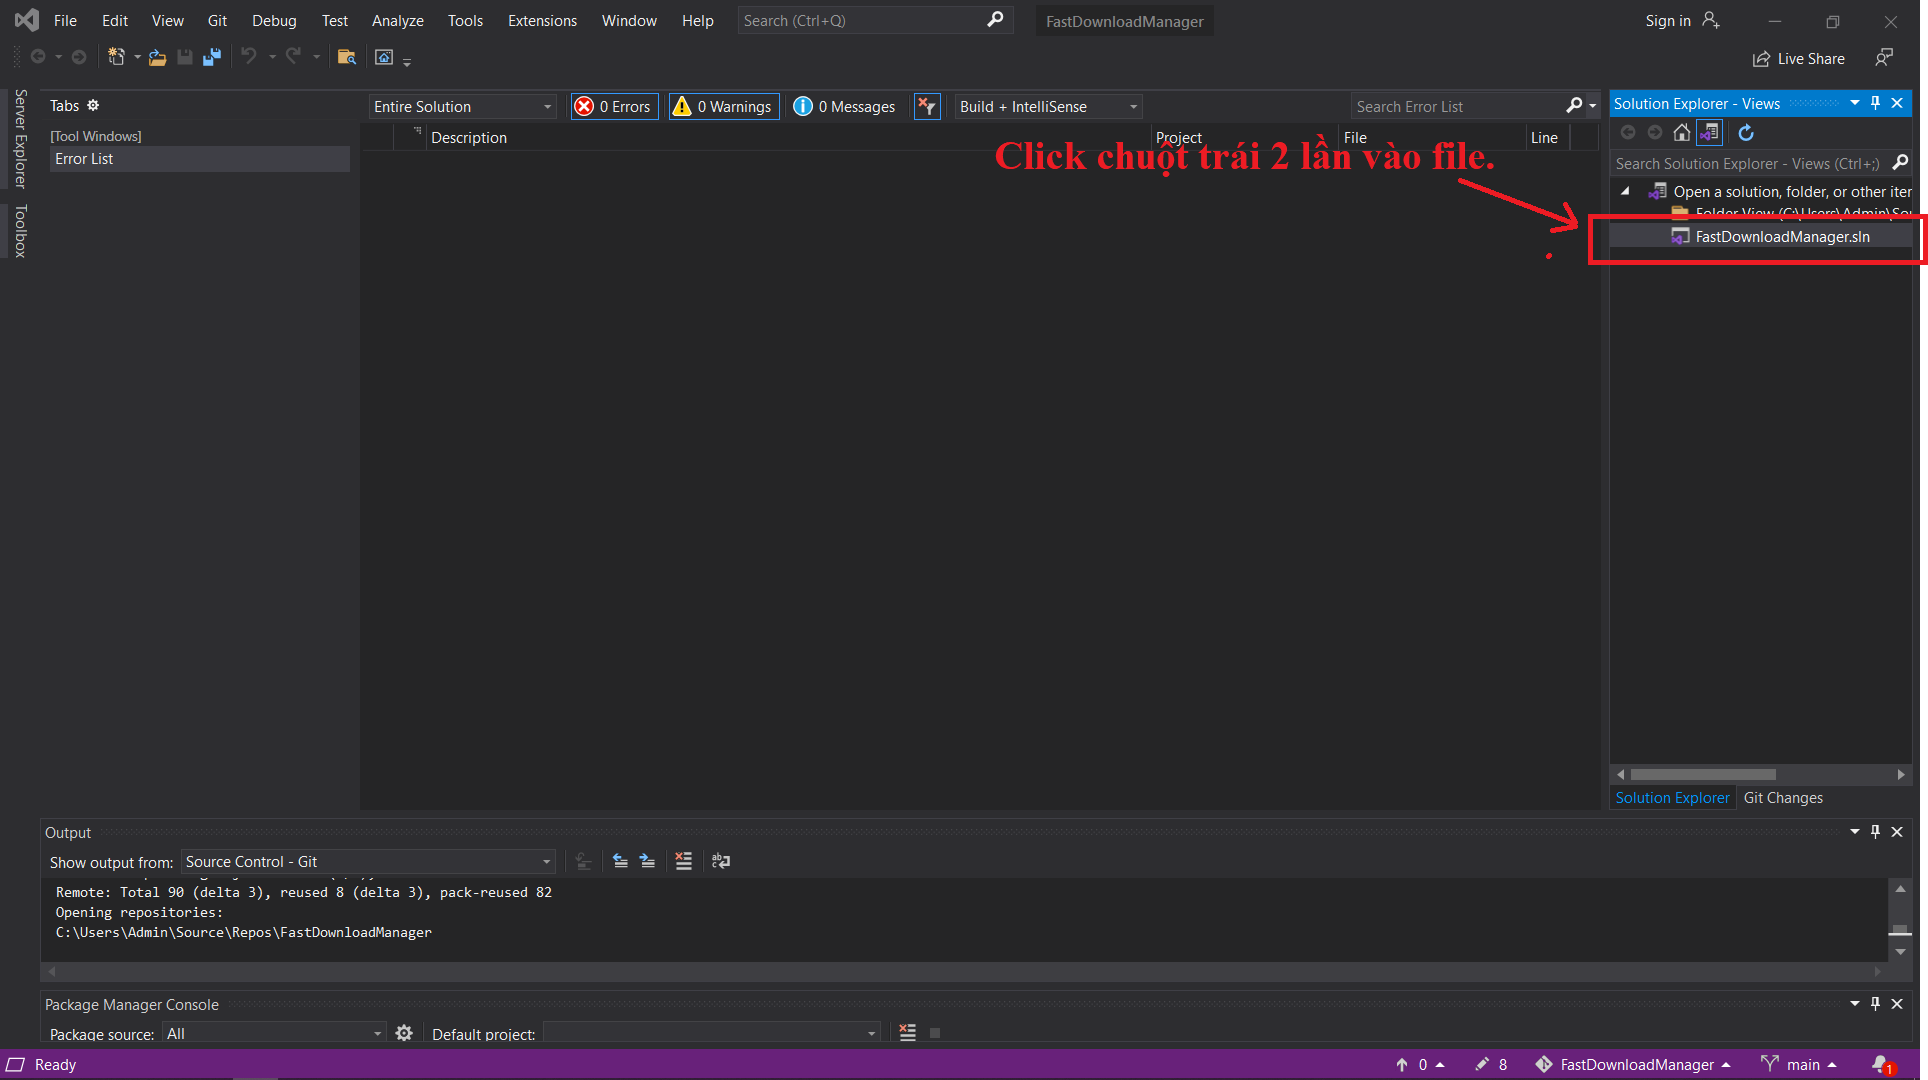 File Edit View Git Debug Test Analyze Tools Extensions Window Help Search (Ctrl+Q) FastDownloadManager Sign in
Live Share
Server Explorer
Toolbox
Tabs
[Tool Windows]
Error List
Entire Solution 0 Errors 0 Warnings 0 Messages Build + IntelliSense Search Error List
Description Project File Line
Click chuột trái 2 lần vào file.
Solution Explorer - Views
Search Solution Explorer - Views (Ctrl+;)
Open a solution, folder, or other iter
Folder View (C:\Users\Admin\Sou
FastDownloadManager.sln
Solution Explorer Git Changes
Output
Show output from: Source Control - Git
Remote: Total 90 (delta 3), reused 8 (delta 3), pack-reused 82
Opening repositories:
C:\Users\Admin\Source\Repos\FastDownloadManager
Package Manager Console
Package source: All Default project:
Ready 0 8 FastDownloadManager main 1